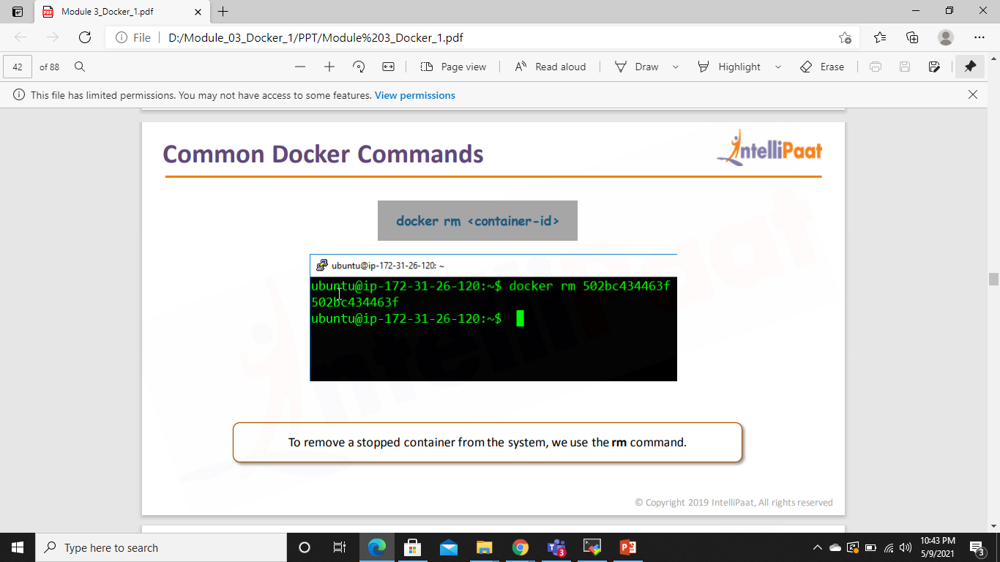 Module 3_Docker_1.pdf
File
D:/Module_03_Docker_1/PPT/Module%203_Docker_1.pdf
42 of 88
Page view
Read aloud
Draw
Highlight
Erase
This file has limited permissions. You may not have access to some features. View permissions
Common Docker Commands
IntelliPaat
docker rm <container-id>
ubuntu@ip-172-31-26-120: ~
ubuntu@ip-172-31-26-120:~$ docker rm 502bc434463f
502bc434463f
ubuntu@ip-172-31-26-120:~$
IntelliPaat
To remove a stopped container from the system, we use the rm command.
© Copyright 2019 IntelliPaat, All rights reserved
Type here to search
3
10:43 PM
5/9/2021
3